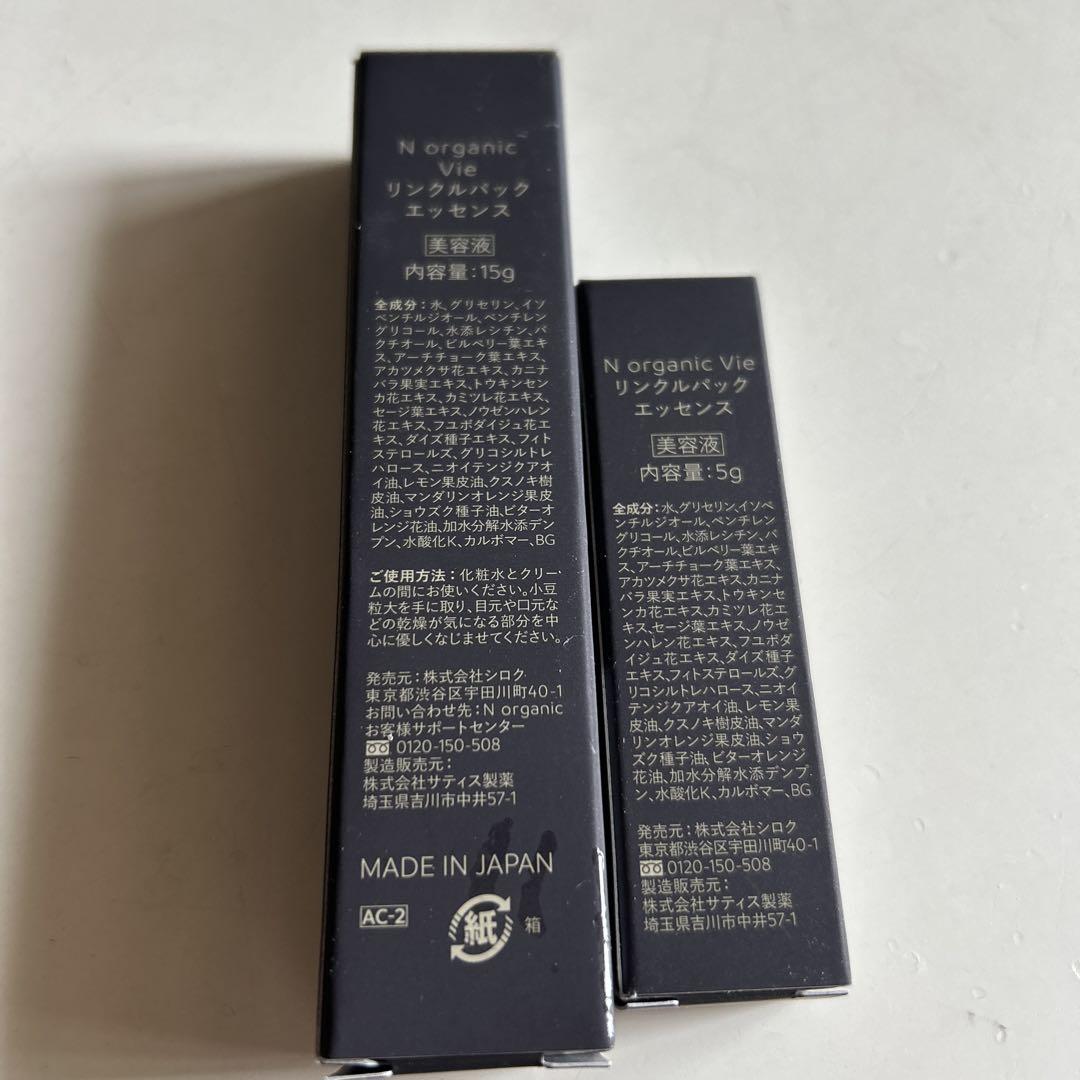 N organic
Vie
リンクルパック
エッセンス
美容液
内容量：15g
全成分：水、グリセリン、イソ
ペンチルジオール、ペンチレン
グリコール、水添レシチン、バ
クチオール、ビルベリー葉エキ
ス、アーチチョーク葉エキス、
アカツメクサ花エキス、カニナ
バラ果実エキス、トウキンセン
カ花エキス、カミツレ花エキス、
セージ葉エキス、ノウゼンハレン
花エキス、フユボダイジュ花エ
キス、ダイズ種子エキス、フィト
ステロールズ、グリコシルトレ
ハロース、ニオイテンジクアオ
イ油、レモン果皮油、クスノキ樹
皮油、マンダリンオレンジ果皮
油、ショウズク種子油、ビターオ
レンジ花油、加水分解水添デン
プン、水酸化K、カルボマー、BG
ご使用方法：化粧水とクリー
ムの間にお使いください。小豆
粒大を手に取り、目元や口元な
どの乾燥が気になる部分を中
心に優しくなじませてください。
発売元：株式会社シロク
東京都渋谷区宇田川町40-1
お問い合わせ先：N organic
お客様サポートセンター
0120-150-508
製造販売元：
株式会社サティス製薬
埼玉県吉川市中井57-1
MADE IN JAPAN
AC-2
紙
箱
N organic Vie
リンクルパック
エッセンス
美容液
内容量：5g
全成分：水、グリセリン、イソペ
ンチルジオール、ペンチレン
グリコール、水添レシチン、バ
クチオール、ビルベリー葉エキ
ス、アーチチョーク葉エキス、
アカツメクサ花エキス、カニナ
バラ果実エキス、トウキンセ
ンカ花エキス、カミツレ花エ
キス、セージ葉エキス、ノウゼ
ンハレン花エキス、フユボダ
イジュ花エキス、ダイズ種子
エキス、フィトステロールズ、グ
リコシルトレハロース、ニオイ
テンジクアオイ油、レモン果
皮油、クスノキ樹皮油、マンダ
リンオレンジ果皮油、ショウ
ズク種子油、ビターオレンジ
花油、加水分解水添デンプ
ン、水酸化K、カルボマー、BG
発売元：株式会社シロク
東京都渋谷区宇田川町40-1
0120-150-508
製造販売元：
株式会社サティス製薬
埼玉県吉川市中井57-1